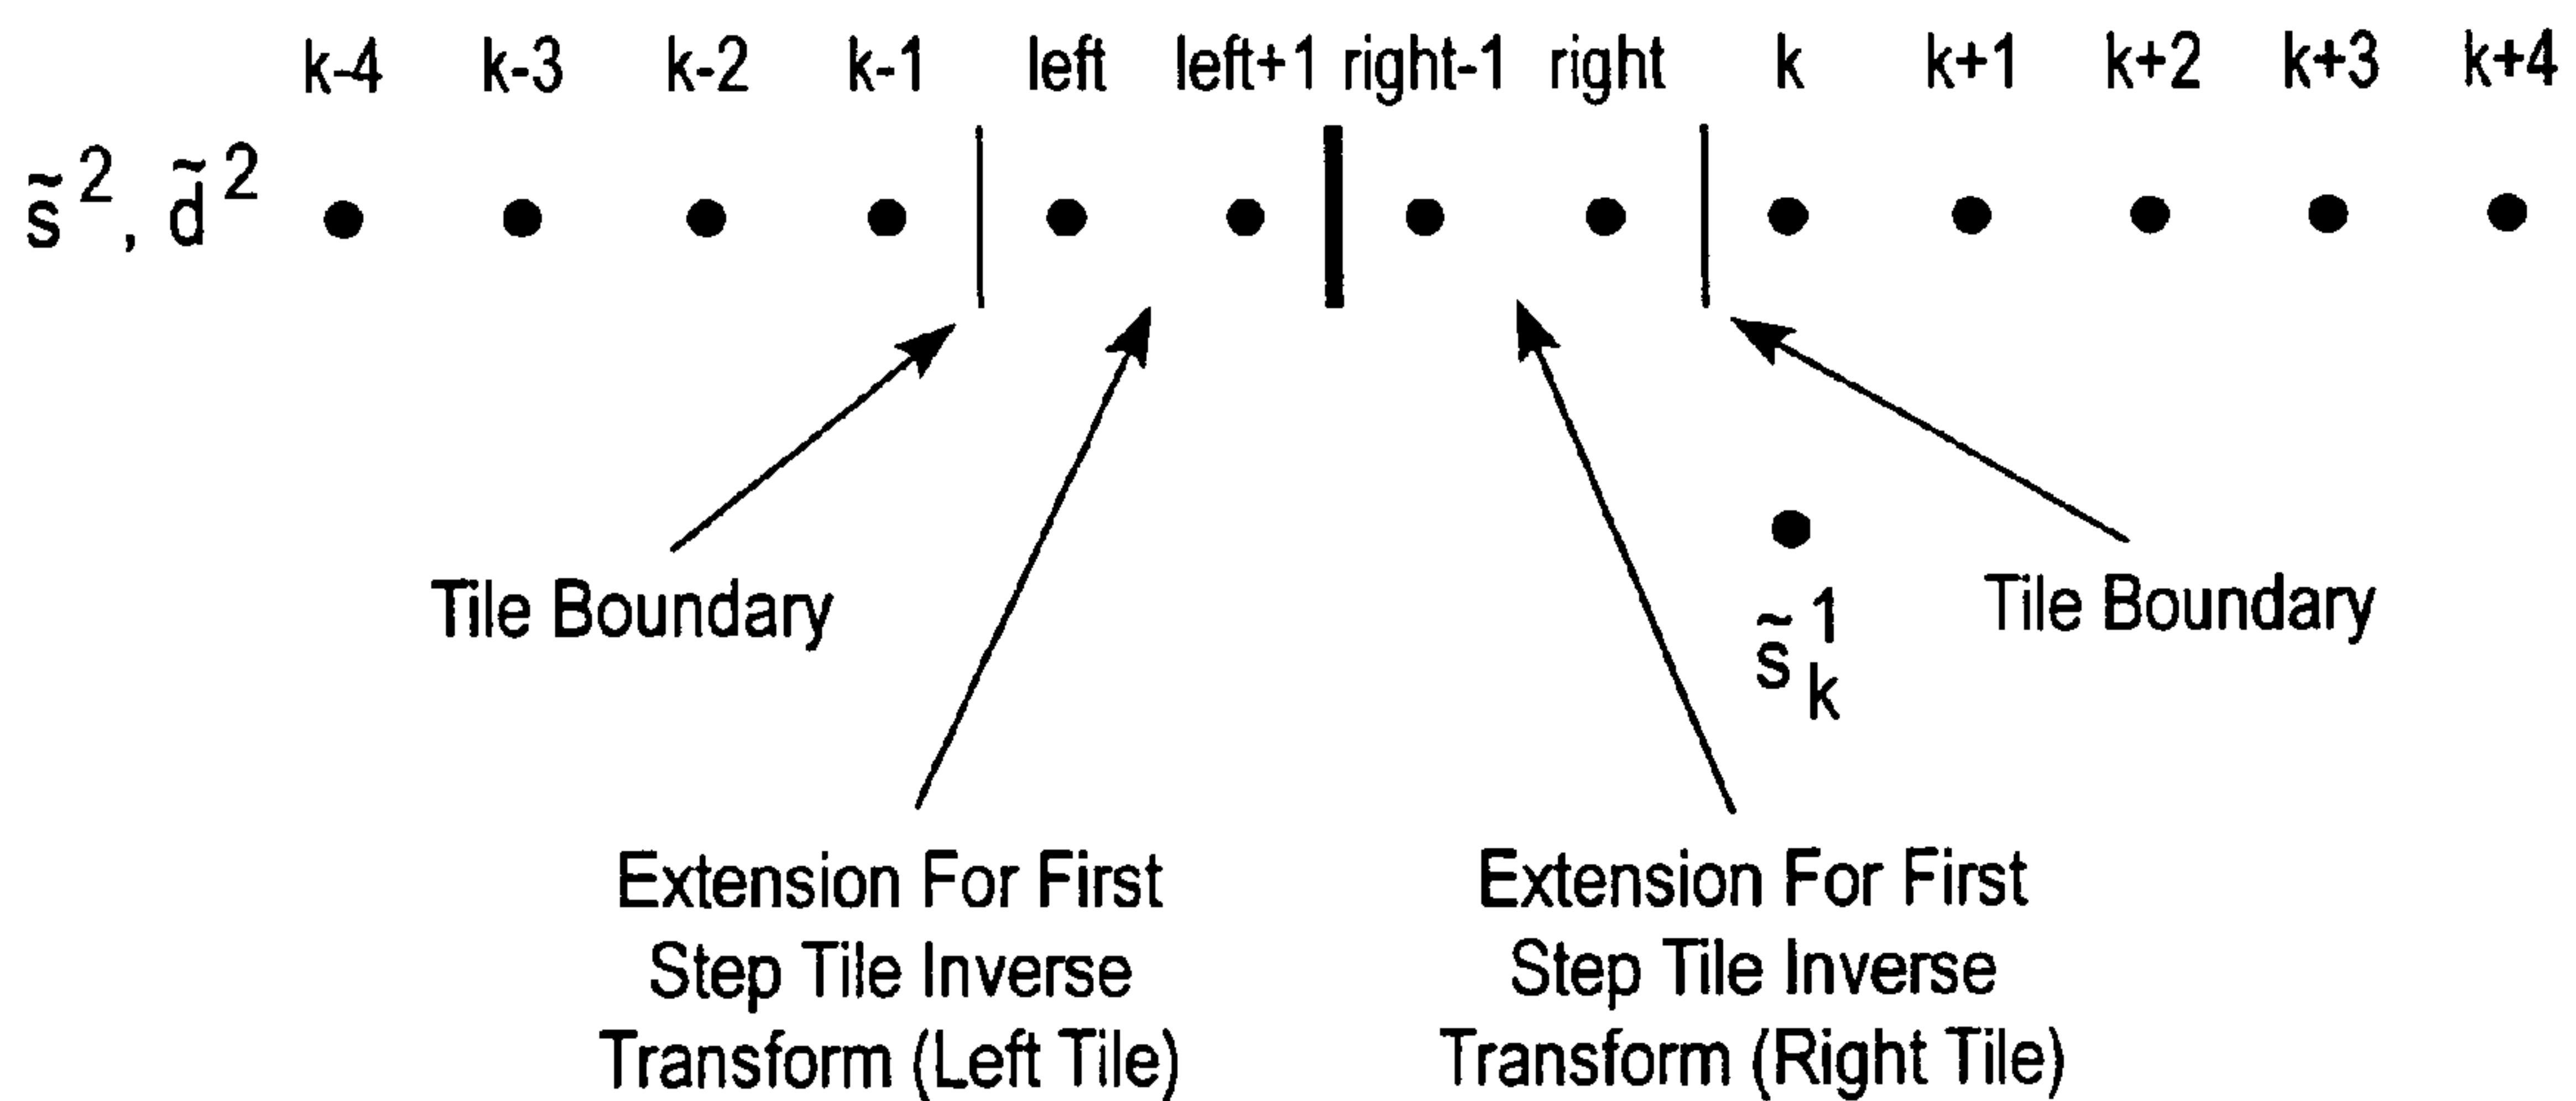 k-4 k-3 k-2 k-1 left left+1 right-1 right k k+1 k+2 k+3 k+4
s̃ ², d̃ ²
Tile Boundary
s̃ ¹ₖ
Tile Boundary
Extension For First
Step Tile Inverse
Transform (Left Tile)
Extension For First
Step Tile Inverse
Transform (Right Tile)